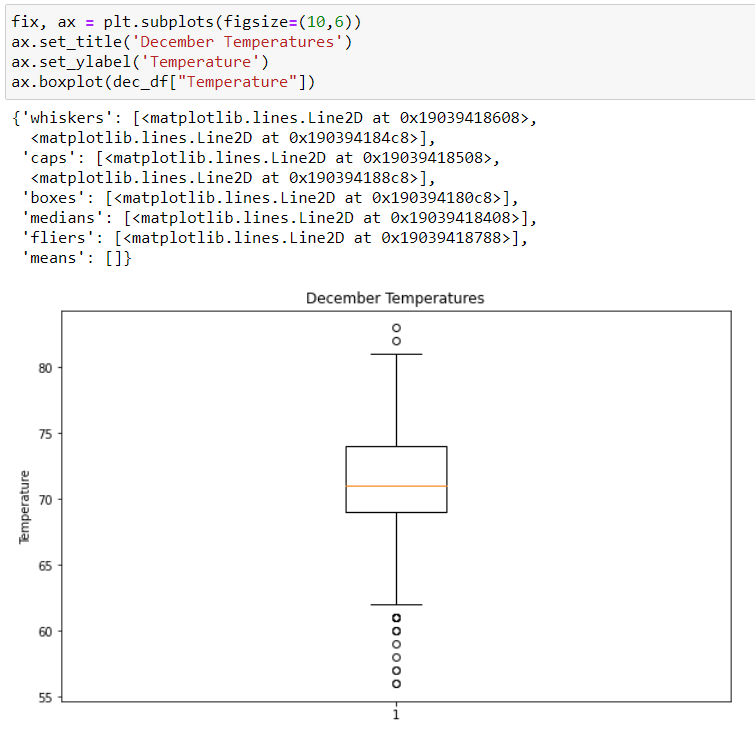 fix, ax = plt.subplots(figsize=(10,6))
ax.set_title('December Temperatures')
ax.set_ylabel('Temperature')
ax.boxplot(dec_df["Temperature"])
{'whiskers': [<matplotlib.lines.Line2D at 0x19039418608>,
<matplotlib.lines.Line2D at 0x190394184c8>],
'caps': [<matplotlib.lines.Line2D at 0x19039418508>,
<matplotlib.lines.Line2D at 0x190394188c8>],
'boxes': [<matplotlib.lines.Line2D at 0x190394180c8>],
'medians': [<matplotlib.lines.Line2D at 0x19039418408>],
'fliers': [<matplotlib.lines.Line2D at 0x19039418788>],
'means': []}
December Temperatures
80
75
70
65
60
55
Temperature
1